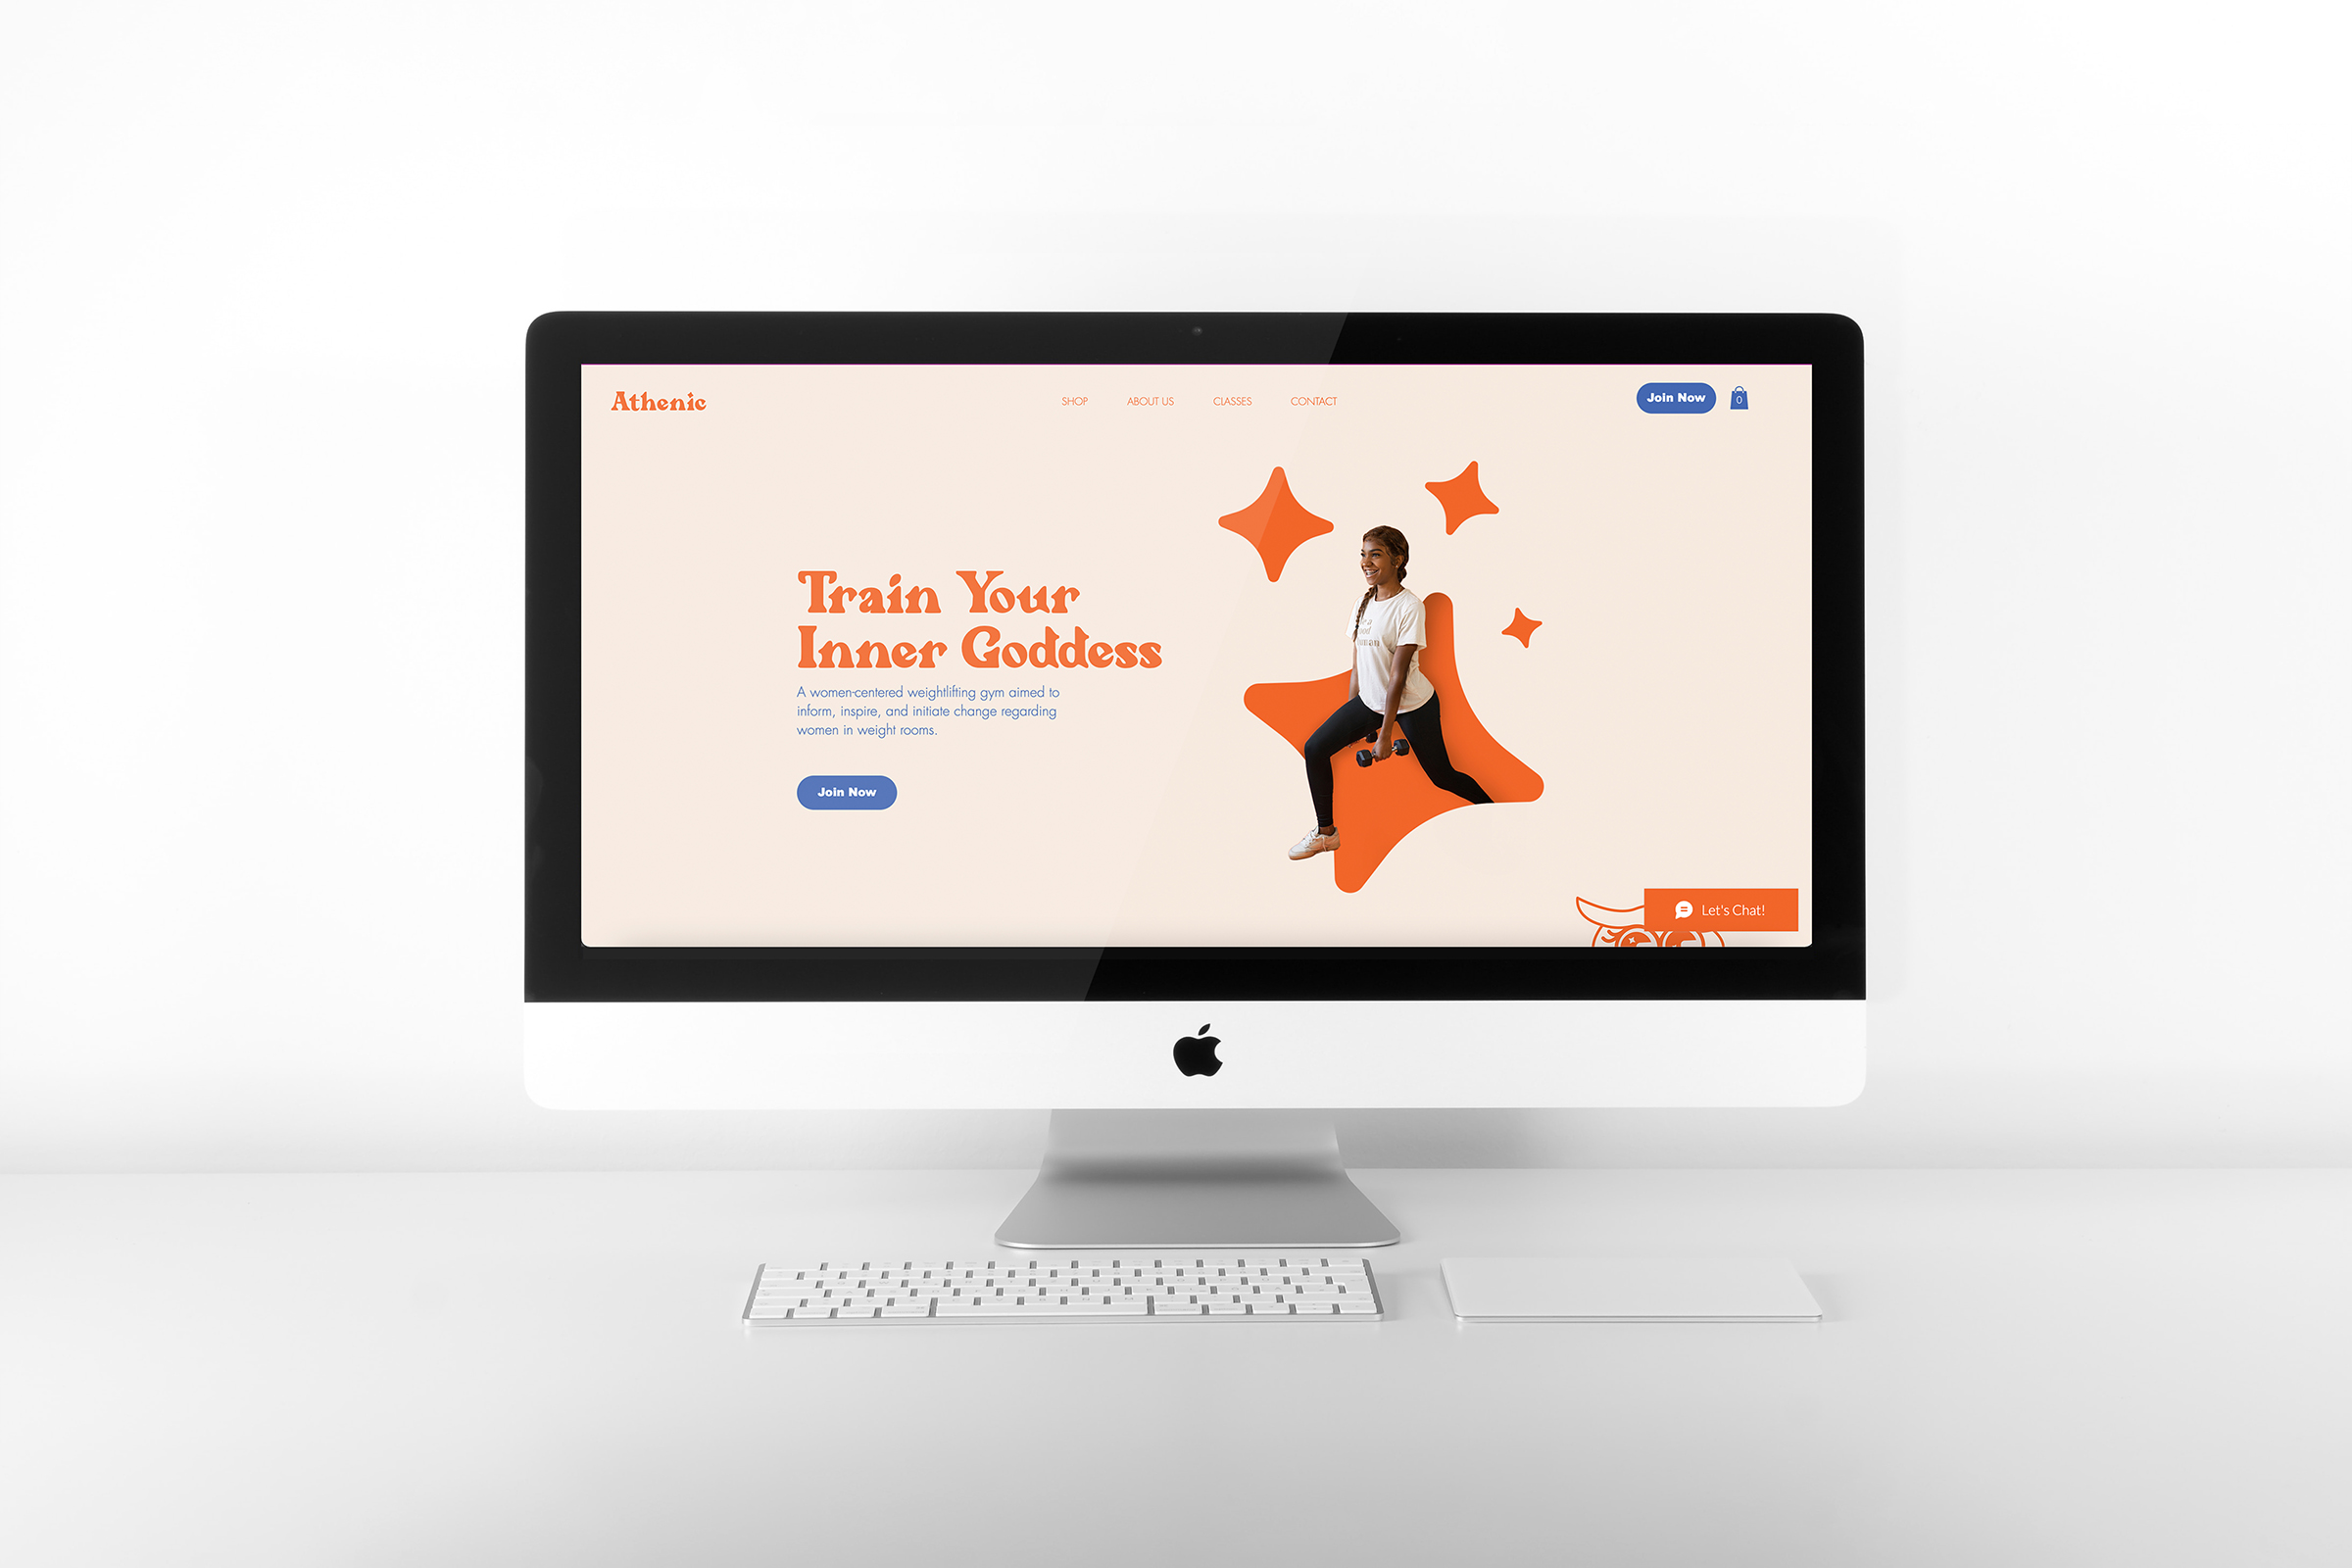 Athenic
SHOP
ABOUT US
CLASSES
CONTACT
Join Now
0
Train Your
Inner Goddess
A women-centered weightlifting gym aimed to
inform, inspire, and initiate change regarding
women in weight rooms.
Join Now
Let's Chat!